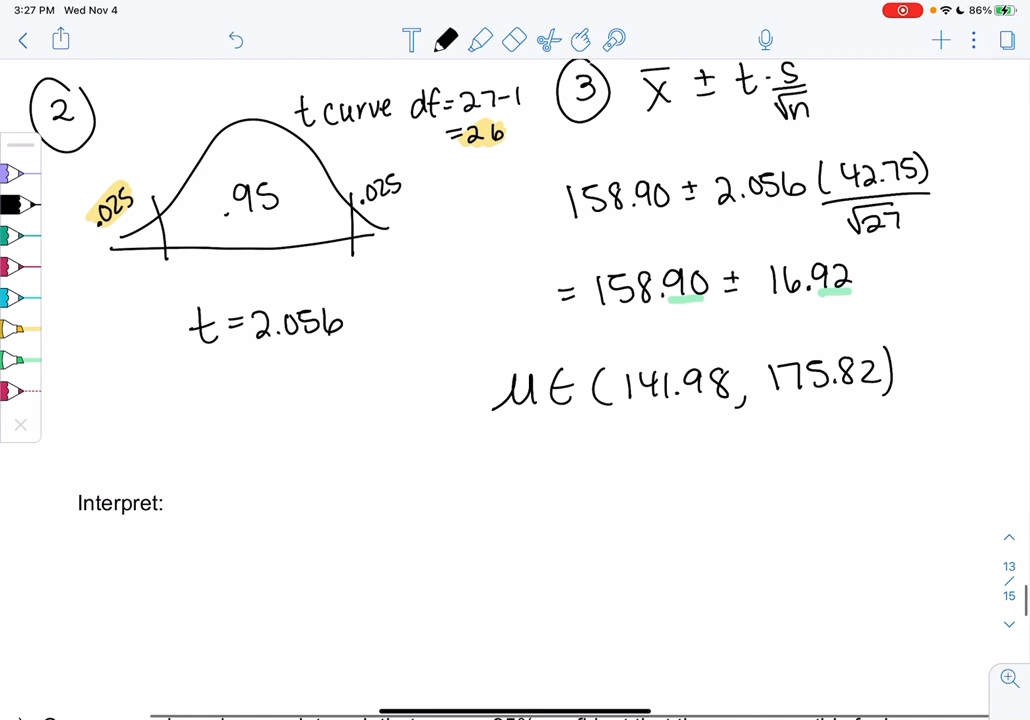 3:27 PM Wed Nov 4
86%
T
2
t curve df = 27-1
= 26
.025
.95
.025
t = 2.056
3
x̄ ± t · s/√n
158.90 ± 2.056 (42.75)/√27
= 158.90 ± 16.92
μ ∈ (141.98, 175.82)
Interpret:
13
/
15